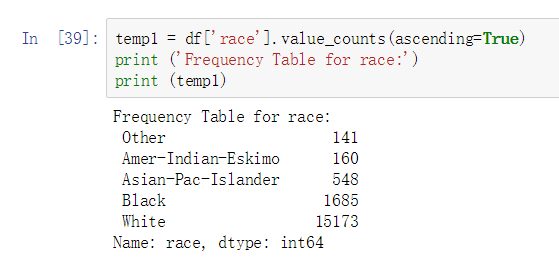 In [39]: temp1 = df['race'].value_counts(ascending=True)
print ('Frequency Table for race:')
print (temp1)
Frequency Table for race:
Other 141
Amer-Indian-Eskimo 160
Asian-Pac-Islander 548
Black 1685
White 15173
Name: race, dtype: int64